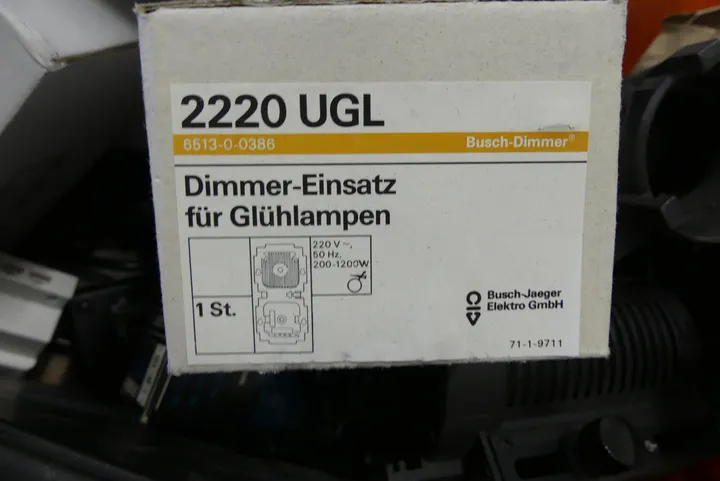 2220 UGL
6513-0-0386
Busch-Dimmer®
Dimmer-Einsatz
für Glühlampen
220 V ~,
50 Hz,
200-1200W
1 St.
Busch-Jaeger
Elektro GmbH
71-1-9711